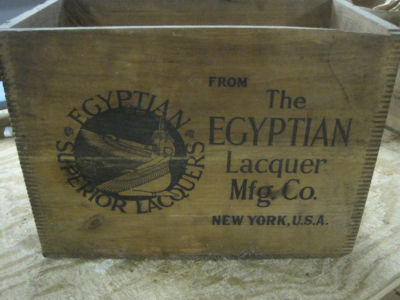 EGYPTIAN
SUPERIOR LACQUERS
FROM
The
EGYPTIAN
Lacquer
Mfg. Co.
NEW YORK, U.S.A.